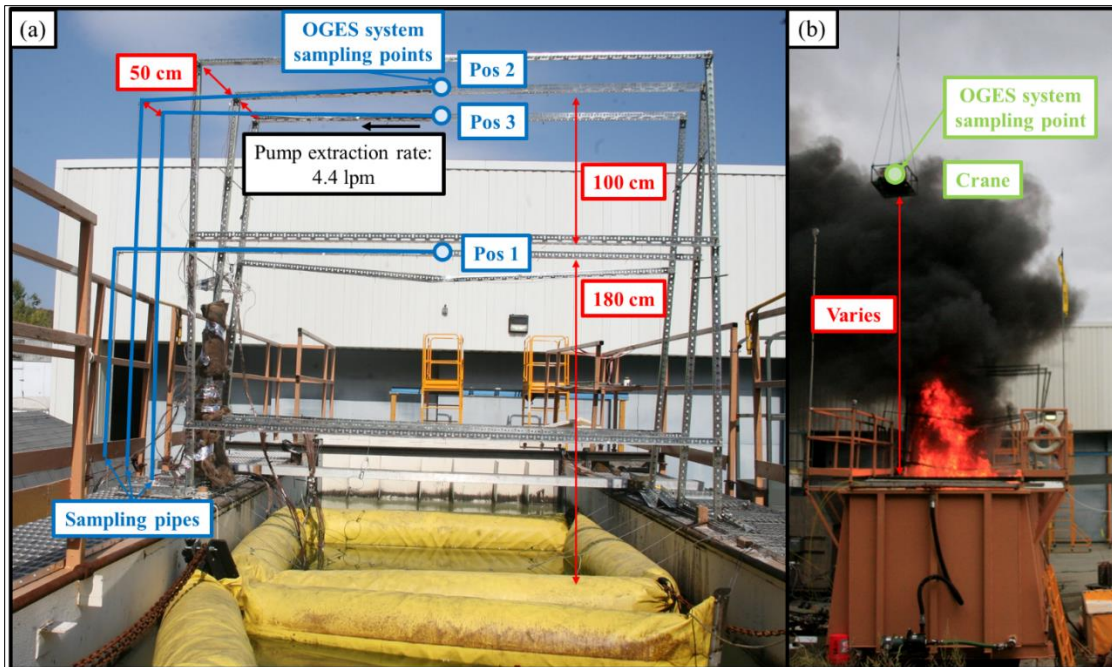 (a)
OGES system
sampling points
Pos 2
50 cm
Pos 3
Pump extraction rate:
4.4 lpm
100 cm
Pos 1
180 cm
Sampling pipes
(b)
OGES system
sampling point
Crane
Varies